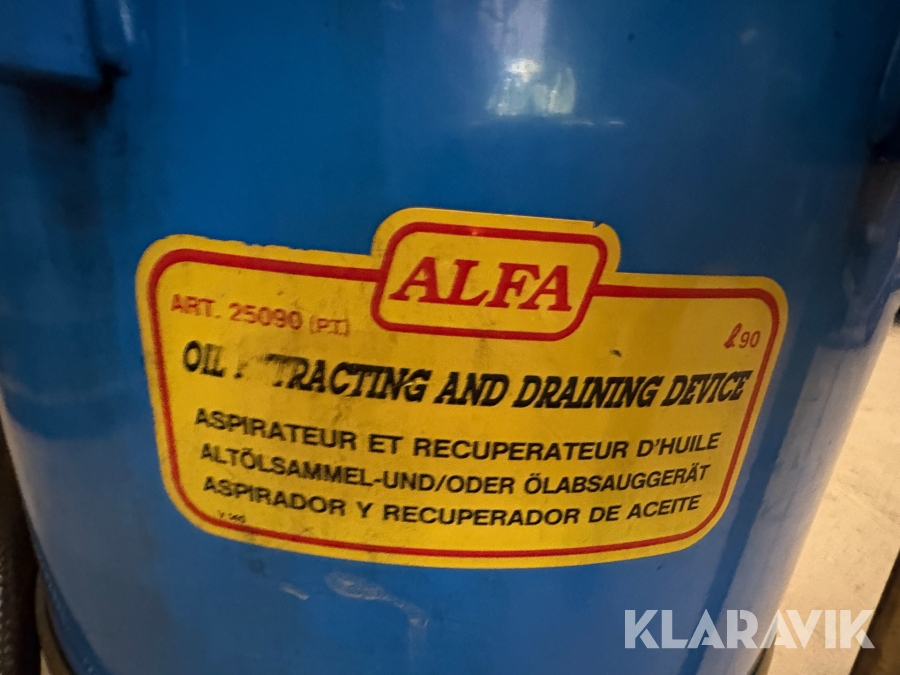 ALFA
ART. 25090 (P.T.)
ℓ 90
OIL TRACTING AND DRAINING DEVICE
ASPIRATEUR ET RECUPERATEUR D'HUILE
ALTÖLSAMMEL-UND/ODER ÖLABSAUGGERÄT
ASPIRADOR Y RECUPERADOR DE ACEITE
KLARAVIK